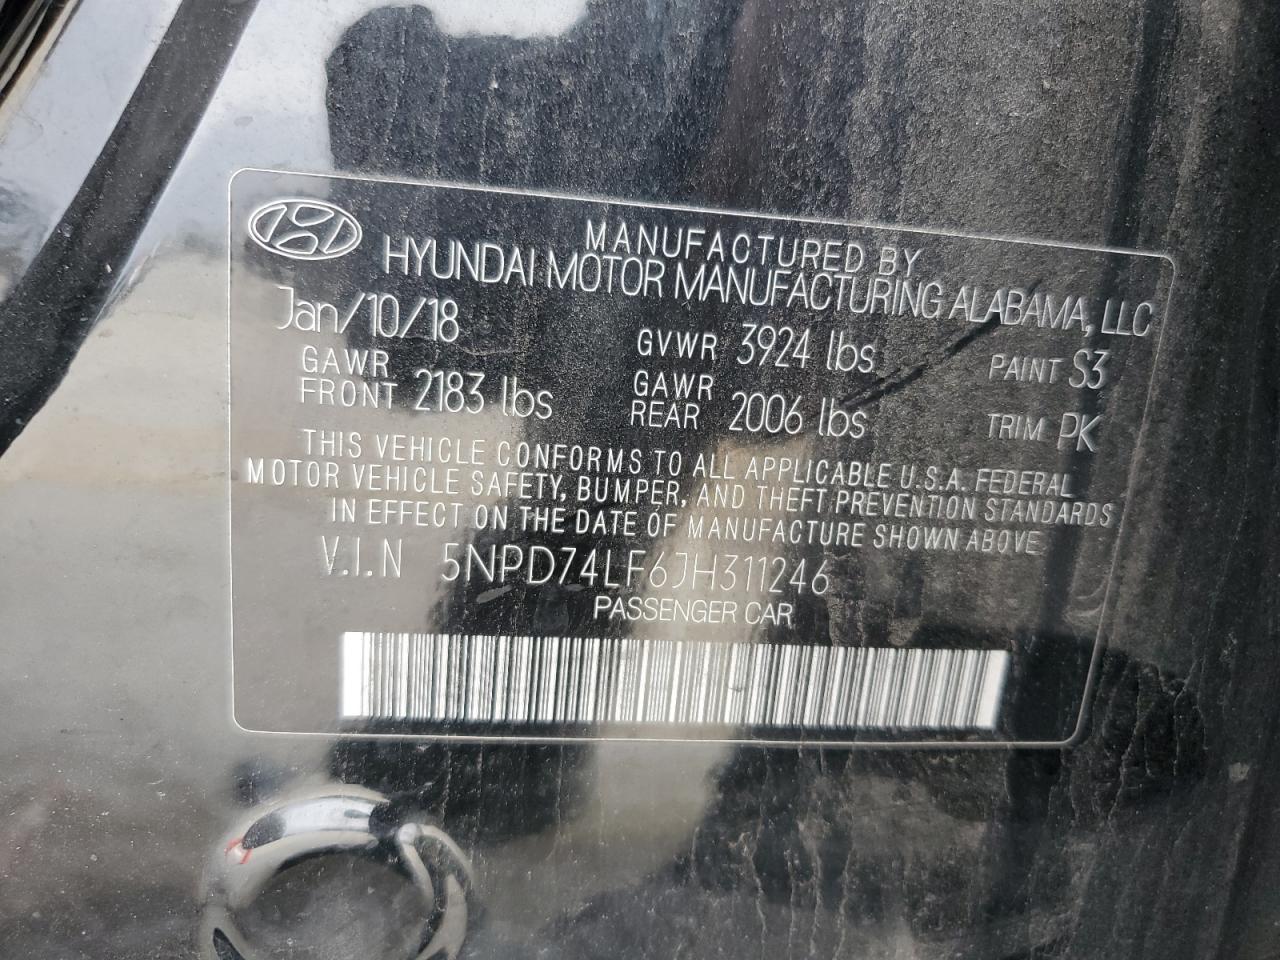 MANUFACTURED BY
HYUNDAI MOTOR MANUFACTURING ALABAMA, LLC
Jan/10/18
GVWR 3924 lbs
PAINT S3
GAWR FRONT 2183 lbs
GAWR REAR 2006 lbs
TRIM PK
THIS VEHICLE CONFORMS TO ALL APPLICABLE U.S.A. FEDERAL
MOTOR VEHICLE SAFETY, BUMPER, AND THEFT PREVENTION STANDARDS
IN EFFECT ON THE DATE OF MANUFACTURE SHOWN ABOVE
V.I.N 5NPD74LF6JH311246
PASSENGER CAR